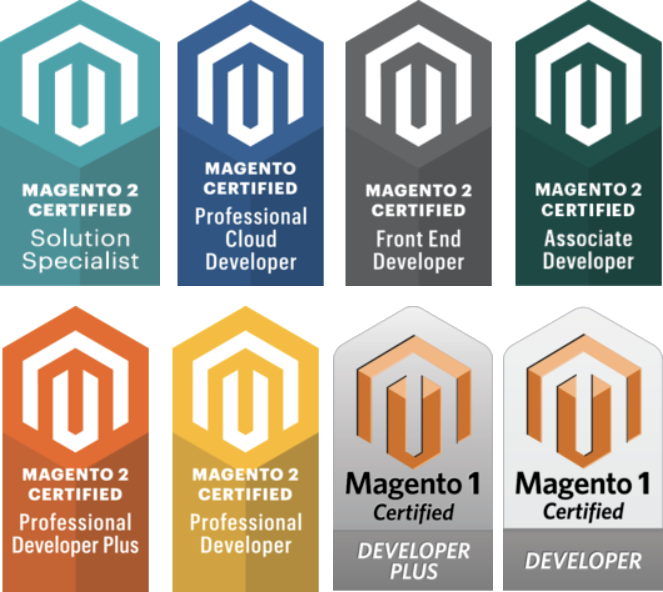 MAGENTO 2
CERTIFIED
Solution
Specialist
MAGENTO
CERTIFIED
Professional
Cloud
Developer
MAGENTO 2
CERTIFIED
Front End
Developer
MAGENTO 2
CERTIFIED
Associate
Developer
MAGENTO 2
CERTIFIED
Professional
Developer Plus
MAGENTO 2
CERTIFIED
Professional
Developer
Magento 1
Certified
DEVELOPER
PLUS
Magento 1
Certified
DEVELOPER